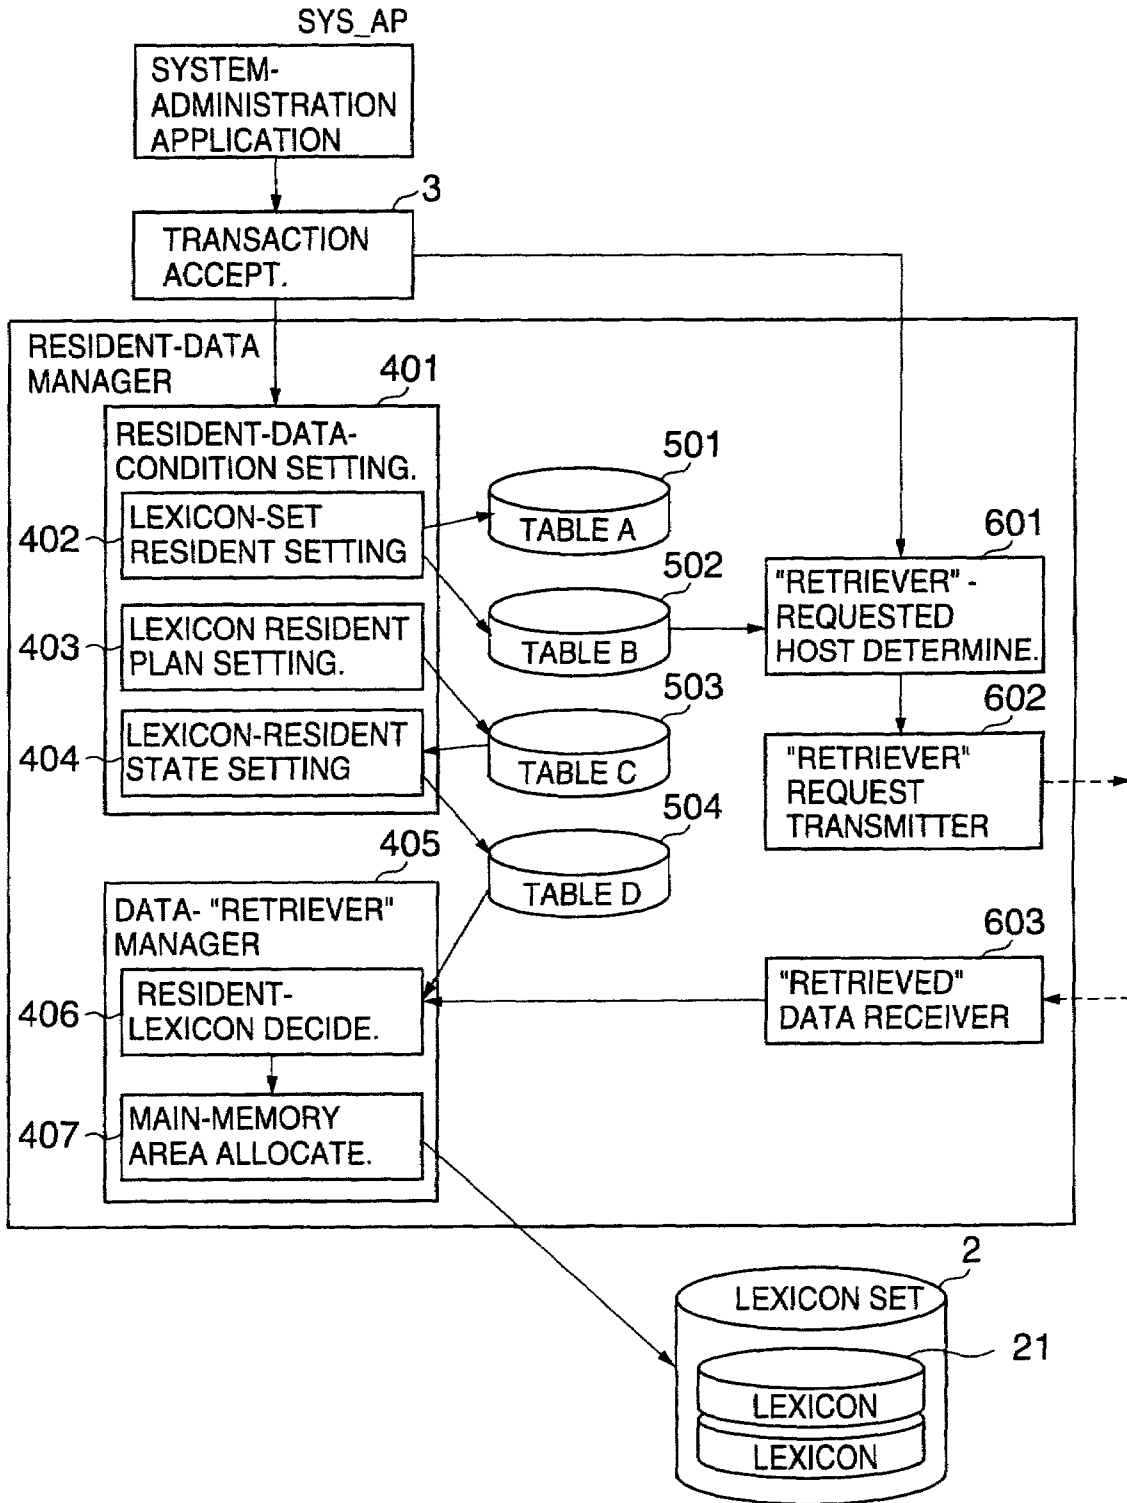 SYS_AP
SYSTEM-
ADMINISTRATION
APPLICATION
3
TRANSACTION
ACCEPT.
RESIDENT-DATA
MANAGER
401
RESIDENT-DATA-
CONDITION SETTING.
402
LEXICON-SET
RESIDENT SETTING
403
LEXICON RESIDENT
PLAN SETTING.
404
LEXICON-RESIDENT
STATE SETTING
501
TABLE A
502
TABLE B
503
TABLE C
504
TABLE D
601
"RETRIEVER" -
REQUESTED
HOST DETERMINE.
602
"RETRIEVER"
REQUEST
TRANSMITTER
603
"RETRIEVED"
DATA RECEIVER
405
DATA- "RETRIEVER"
MANAGER
406
RESIDENT-
LEXICON DECIDE.
407
MAIN-MEMORY
AREA ALLOCATE.
2
LEXICON SET
21
LEXICON
LEXICON